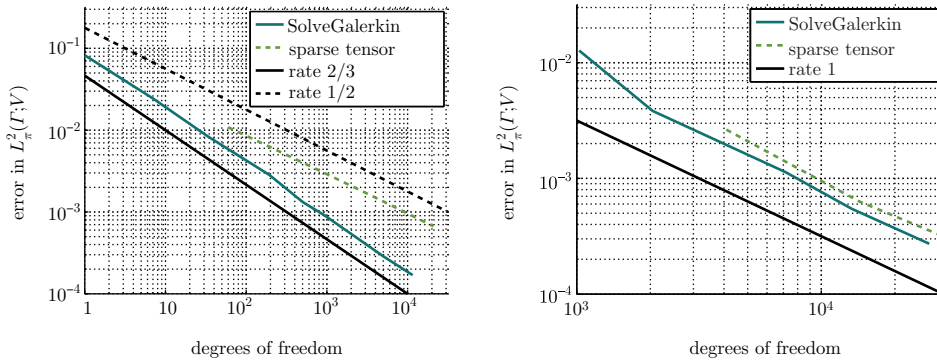 10⁻¹
10⁻²
10⁻³
10⁻⁴
error in L²_π(Γ;V)
SolveGalerkin
sparse tensor
rate 2/3
rate 1/2
1 10 10² 10³ 10⁴
degrees of freedom
10⁻²
10⁻³
10⁻⁴
error in L²_π(Γ;V)
SolveGalerkin
sparse tensor
rate 1
10³ 10⁴
degrees of freedom